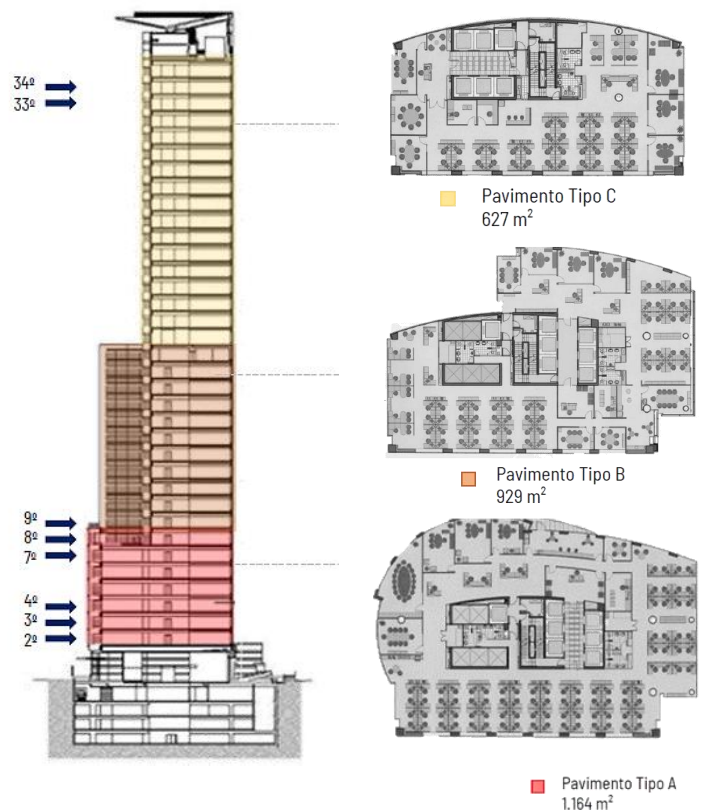 34º
33º
9º
8º
7º
4º
3º
2º
Pavimento Tipo C
627 m²
Pavimento Tipo B
929 m²
Pavimento Tipo A
1.164 m²